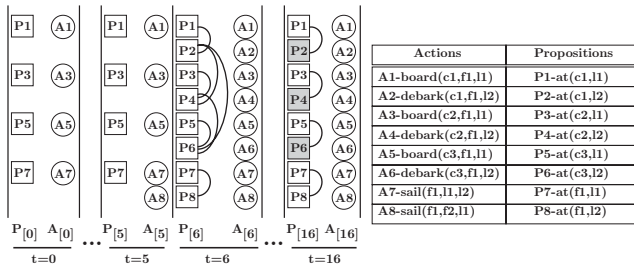 P1 A1 P1 A1 P1 A1 P1 A1
P2 A2 P2 A2
P3 A3 P3 A3 P3 A3 P3 A3
P4 A4 P4 A4
P5 A5 P5 A5 P5 A5 P5 A5
P6 A6 P6 A6
P7 A7 P7 A7 P7 A7 P7 A7
A8 P8 A8 P8 A8
P[0] A[0] ... P[5] A[5] P[6] A[6] ... P[16] A[16]
t=0 t=5 t=6 t=16
Actions Propositions
A1-board(c1,f1,l1) P1-at(c1,l1)
A2-debark(c1,f1,l2) P2-at(c1,l2)
A3-board(c2,f1,l1) P3-at(c2,l1)
A4-debark(c2,f1,l2) P4-at(c2,l2)
A5-board(c3,f1,l1) P5-at(c3,l1)
A6-debark(c3,f1,l2) P6-at(c3,l2)
A7-sail(f1,l1,l2) P7-at(f1,l1)
A8-sail(f1,f2,l1) P8-at(f1,l2)